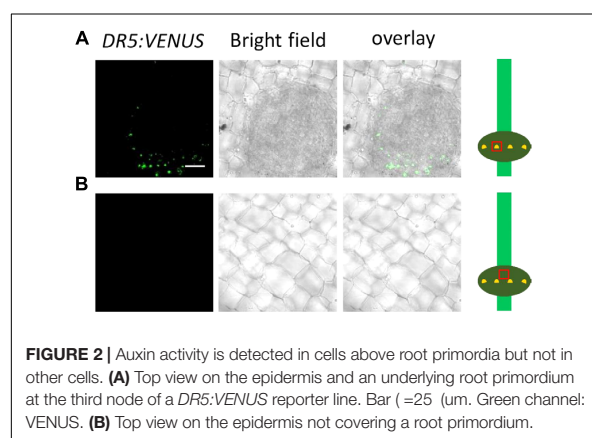 A DR5:VENUS Bright field overlay
B
FIGURE 2 | Auxin activity is detected in cells above root primordia but not in
other cells. (A) Top view on the epidermis and an underlying root primordium
at the third node of a DR5:VENUS reporter line. Bar ( =25 (um. Green channel:
VENUS. (B) Top view on the epidermis not covering a root primordium.